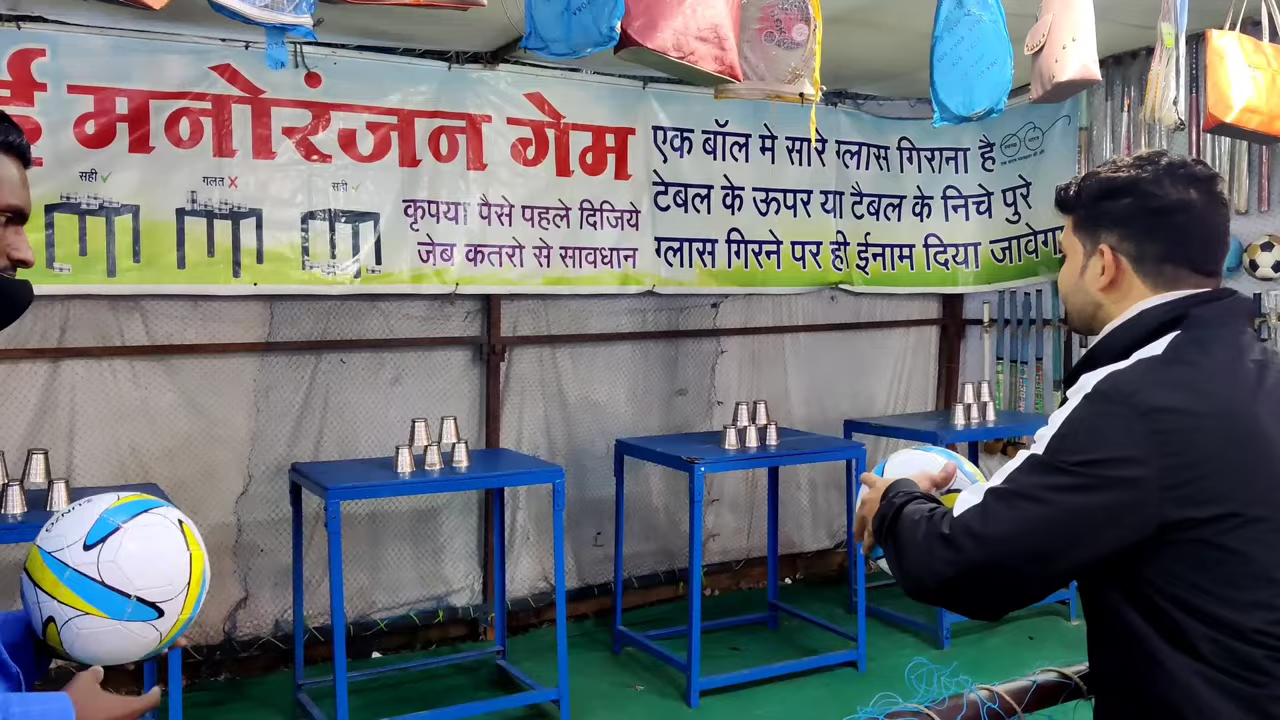 ई मनोरंजन गेम
सही ✓
गलत ✗
सही ✓
कृपया पैसे पहले दिजिये
जेब कतरो से सावधान
एक बॉल मे सारे ग्लास गिराना है
टेबल के ऊपर या टैबल के निचे पुरे
ग्लास गिरने पर ही ईनाम दिया जावेगा